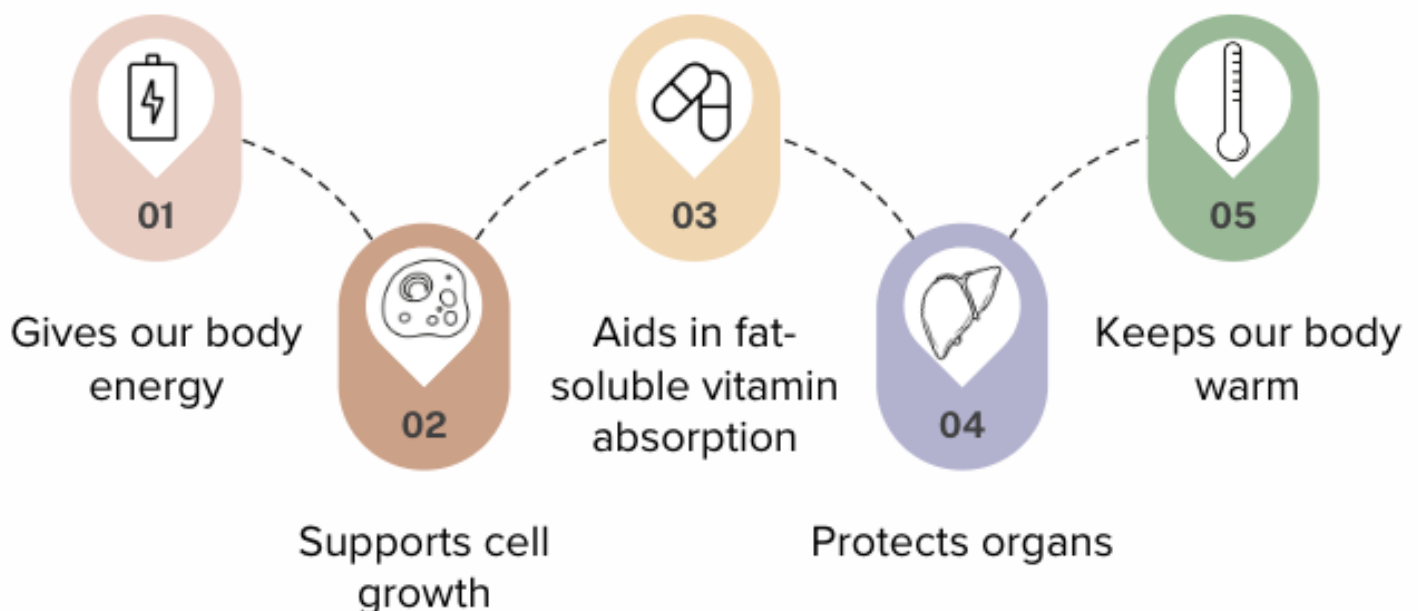 01
Gives our body
energy
02
Supports cell
growth
03
Aids in fat-
soluble vitamin
absorption
04
Protects organs
05
Keeps our body
warm